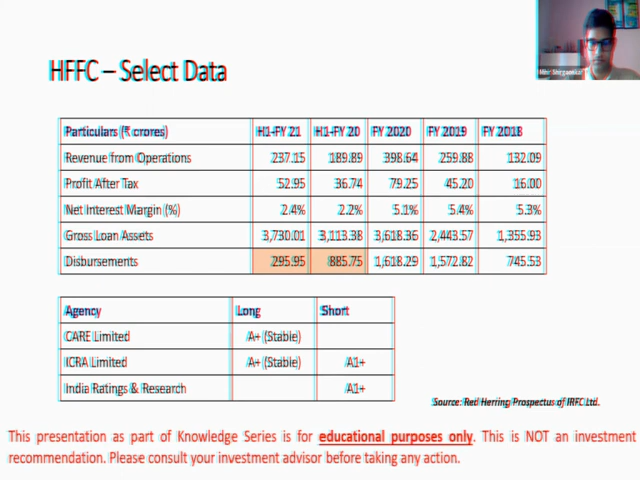 HFFC – Select Data
Particulars (₹ crores) H1-FY 21 H1-FY 20 FY 2020 FY 2019 FY 2018
Revenue from Operations 237.15 189.89 398.64 259.88 132.09
Profit After Tax 52.95 36.74 79.25 45.20 16.00
Net Interest Margin (%) 2.4% 2.2% 5.1% 5.4% 5.3%
Gross Loan Assets 3,730.01 3,113.38 3,618.36 2,443.57 1,355.93
Disbursements 295.95 885.75 1,618.29 1,572.82 745.53
Agency Long Short
CARE Limited A+ (Stable)
ICRA Limited A+ (Stable) A1+
India Ratings & Research A1+
Source: Red Herring Prospectus of IRFC Ltd.
This presentation as part of Knowledge Series is for educational purposes only. This is NOT an investment
recommendation. Please consult your investment advisor before taking any action.